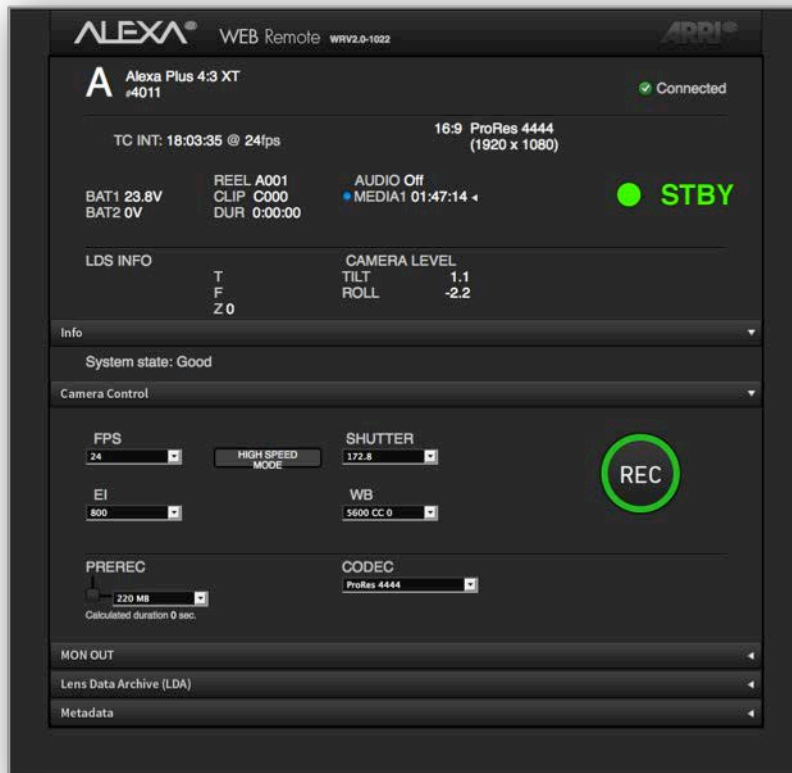 ALEXA WEB Remote WRV2.0-1022 ARRI
A Alexa Plus 4:3 XT
#4011
Connected
TC INT: 18:03:35 @ 24fps
16:9 ProRes 4444
(1920 x 1080)
BAT1 23.8V
BAT2 0V
REEL A001
CLIP C000
DUR 0:00:00
AUDIO Off
MEDIA1 01:47:14
STBY
LDS INFO
T
F
Z 0
CAMERA LEVEL
TILT 1.1
ROLL -2.2
Info
System state: Good
Camera Control
FPS
24
HIGH SPEED
MODE
SHUTTER
172.8
REC
EI
800
WB
5600 CC 0
PREREC
220 MB
Calculated duration 0 sec.
CODEC
ProRes 4444
MON OUT
Lens Data Archive (LDA)
Metadata